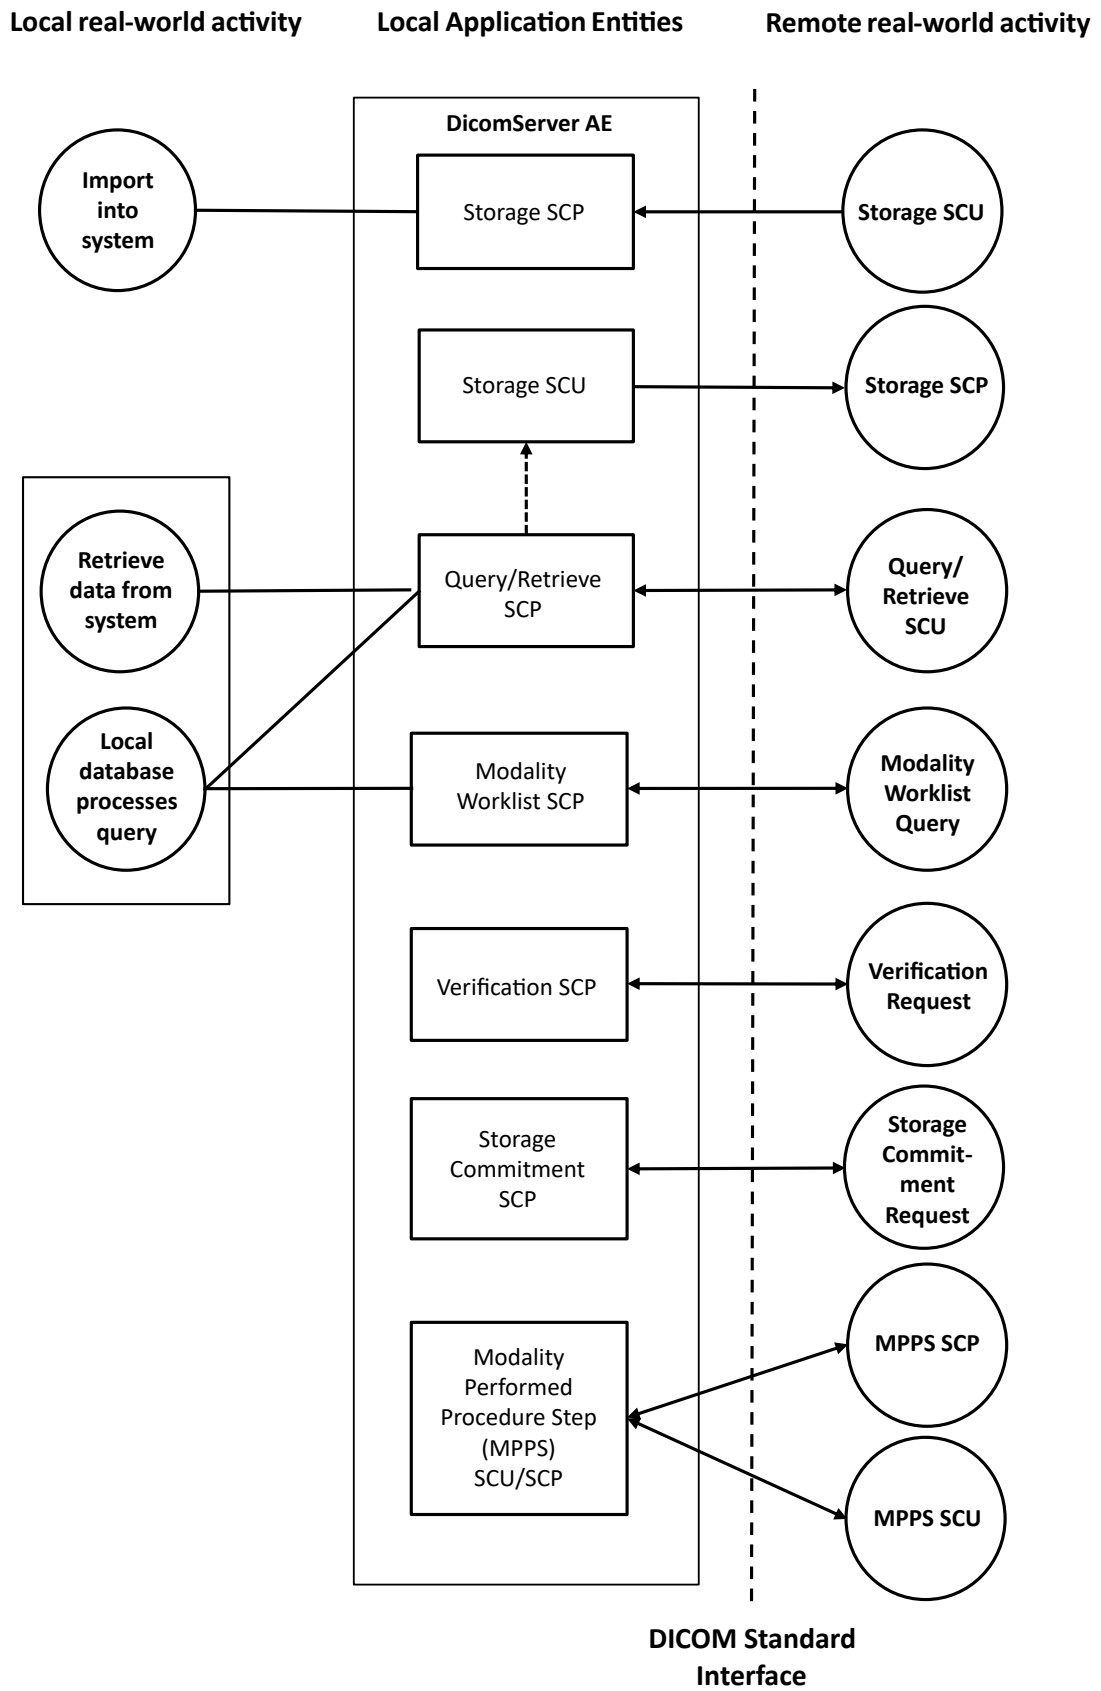 Local real-world activity
Local Application Entities
Remote real-world activity
DicomServer AE
Import
into
system
Storage SCP
Storage SCU
Storage SCU
Storage SCP
Retrieve
data from
system
Query/Retrieve
SCP
Query/
Retrieve
SCU
Local
database
processes
query
Modality
Worklist SCP
Modality
Worklist
Query
Verification SCP
Verification
Request
Storage
Commitment
SCP
Storage
Commit-
ment
Request
Modality
Performed
Procedure Step
(MPPS)
SCU/SCP
MPPS SCP
MPPS SCU
DICOM Standard
Interface